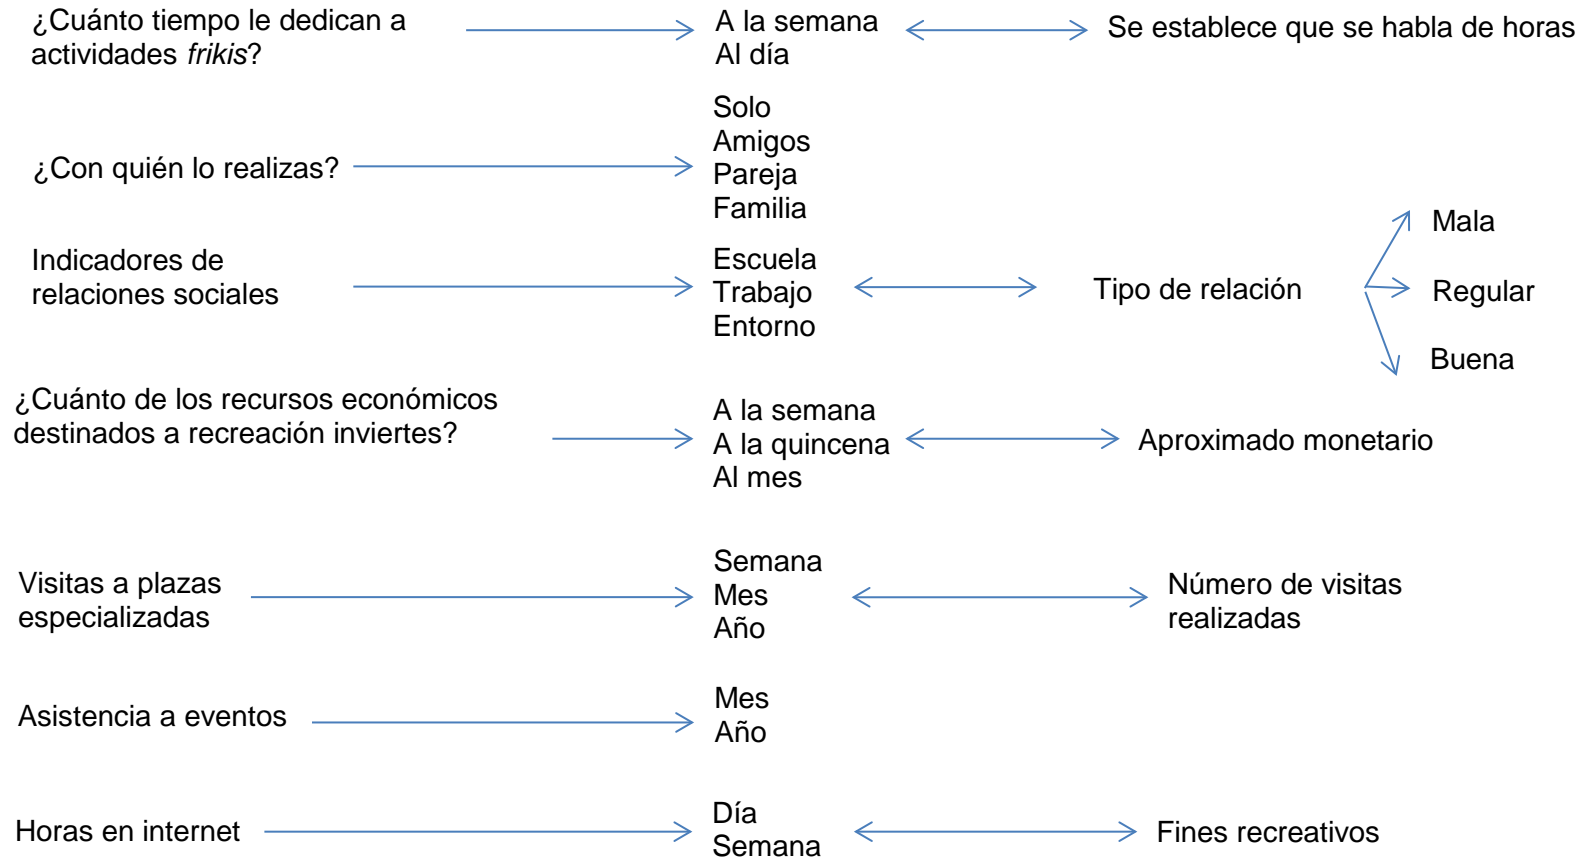 ¿Cuánto tiempo le dedican a
actividades frikis?
A la semana
Al día
Se establece que se habla de horas
¿Con quién lo realizas?
Solo
Amigos
Pareja
Familia
Indicadores de
relaciones sociales
Escuela
Trabajo
Entorno
Tipo de relación
Mala
Regular
Buena
¿Cuánto de los recursos económicos
destinados a recreación inviertes?
A la semana
A la quincena
Al mes
Aproximado monetario
Visitas a plazas
especializadas
Semana
Mes
Año
Número de visitas
realizadas
Asistencia a eventos
Mes
Año
Horas en internet
Día
Semana
Fines recreativos